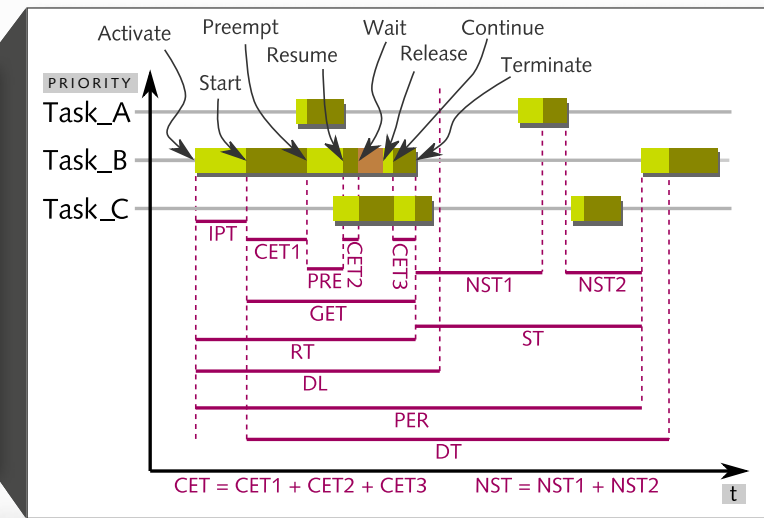 Activate
Preempt
Wait
Continue
Resume
Release
Terminate
Start
PRIORITY
Task_A
Task_B
Task_C
IPT
CET1
PRE
CET2
CET3
NST1
NST2
GET
ST
RT
DL
PER
DT
CET = CET1 + CET2 + CET3
NST = NST1 + NST2
t